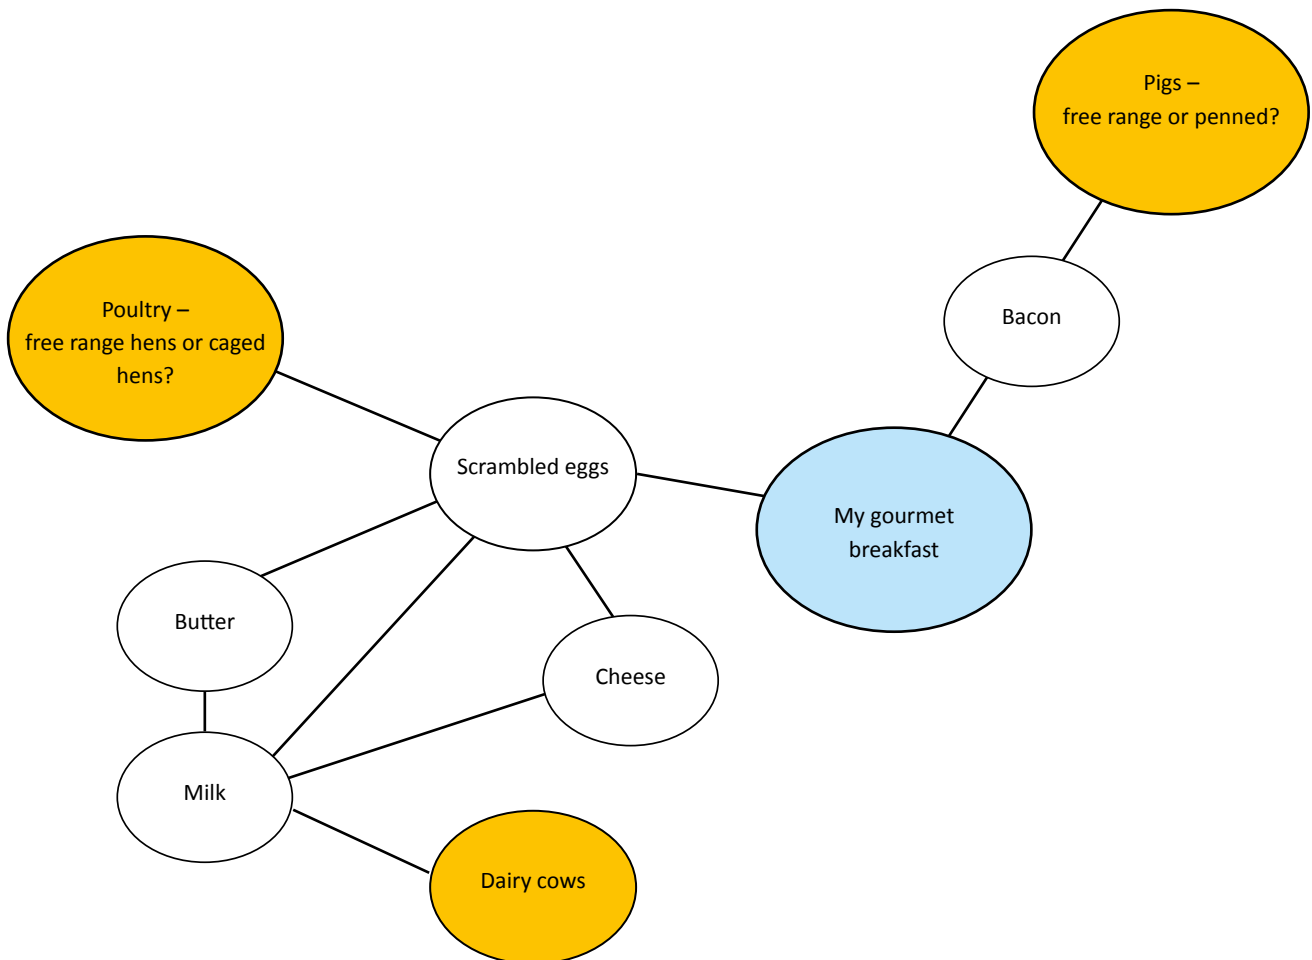 Pigs –
free range or penned?
Poultry –
free range hens or caged
hens?
Bacon
Scrambled eggs
My gourmet
breakfast
Butter
Cheese
Milk
Dairy cows